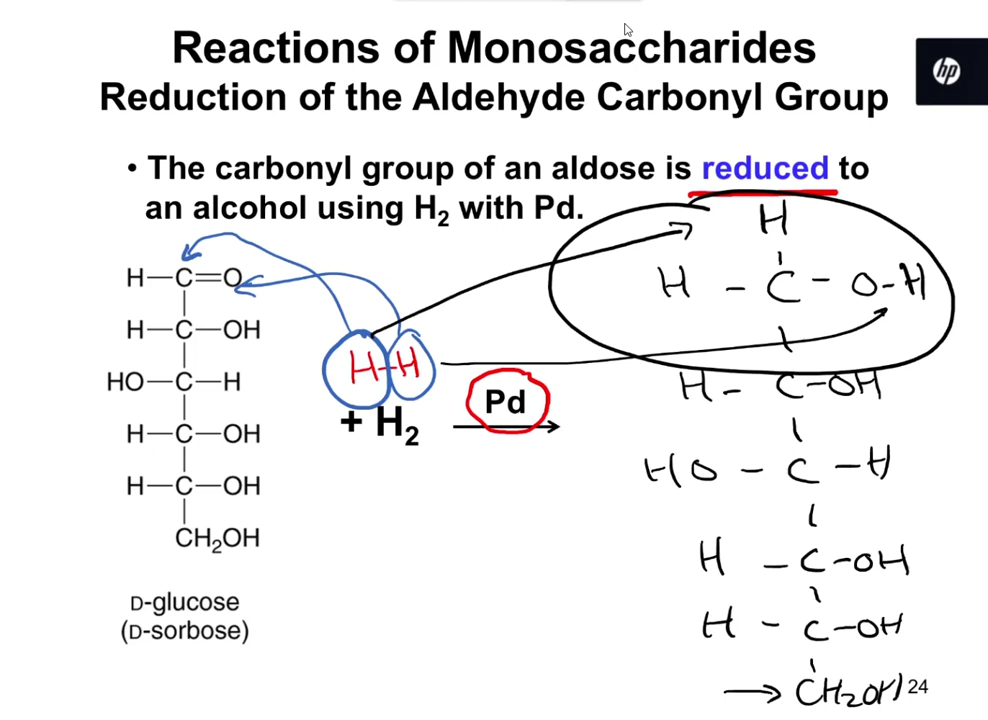 Reactions of Monosaccharides
Reduction of the Aldehyde Carbonyl Group
hp
• The carbonyl group of an aldose is reduced to
an alcohol using H₂ with Pd.
H—C=O
H—C—OH
HO—C—H
H—C—OH
H—C—OH
CH₂OH
D-glucose
(D-sorbose)
H-H
+ H₂
Pd
H
H - C - O-H
H - C-OH
HO - C - H
H - C-OH
H - C-OH
→ CH₂OH
24